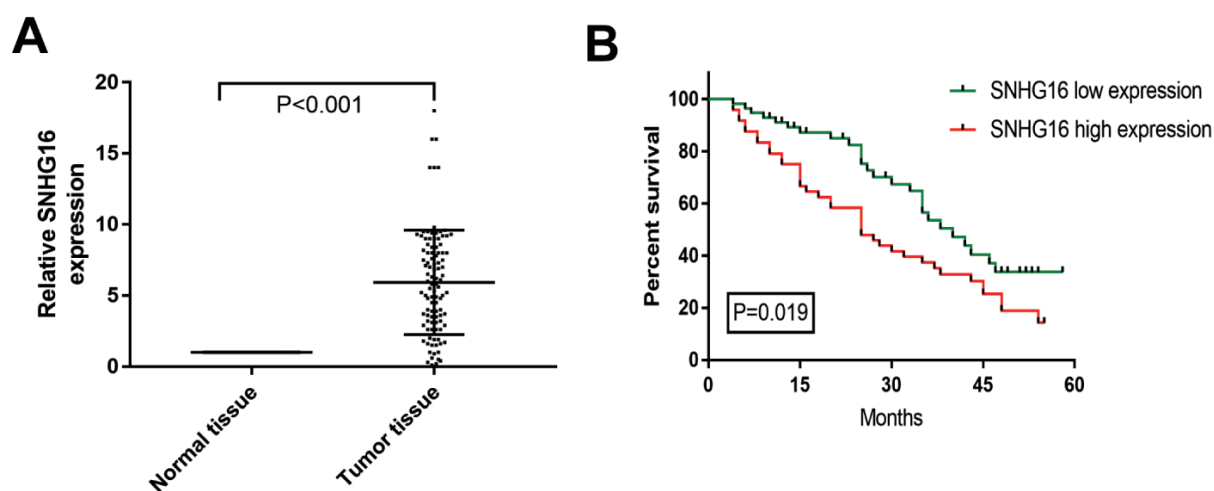 A
Relative SNHG16
expression
20
15
10
5
0
P<0.001
Normal tissue
Tumor tissue
B
Percent survival
100
80
60
40
20
0
SNHG16 low expression
SNHG16 high expression
P=0.019
0
15
30
45
60
Months